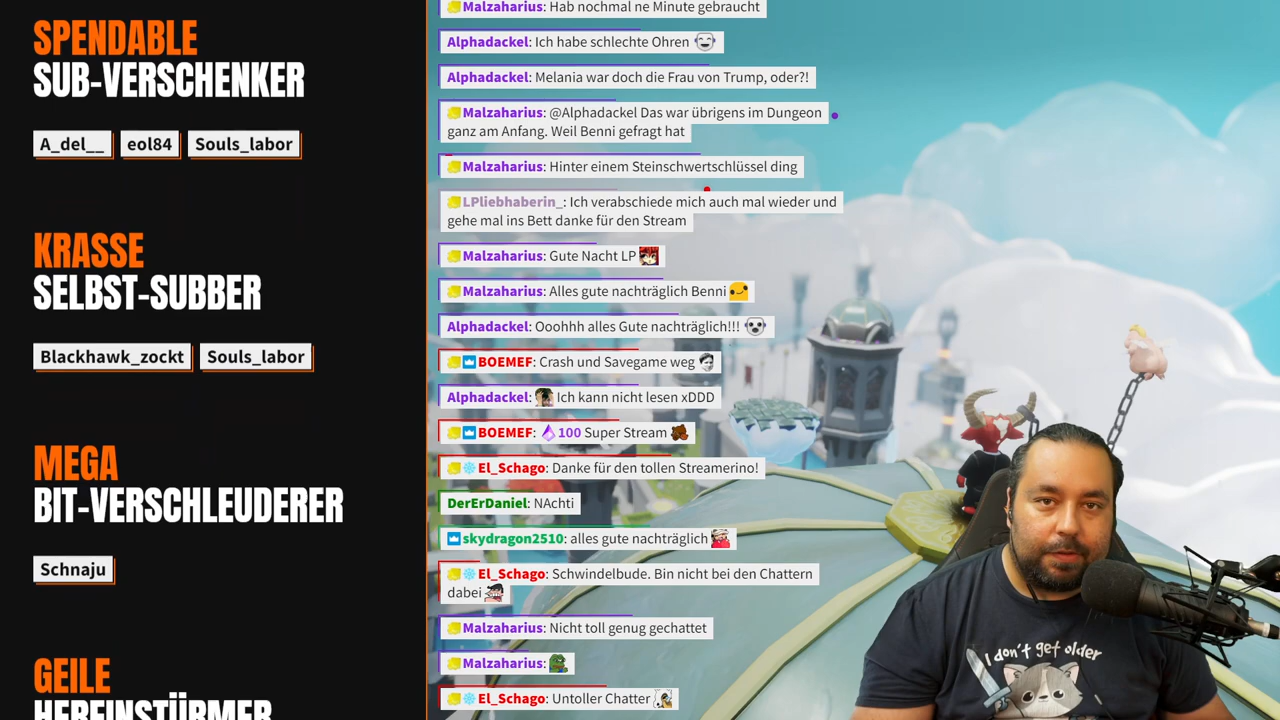 SPENDABLE
SUB-VERSCHENKER
A_del__ eol84 Souls_labor
KRASSE
SELBST-SUBBER
Blackhawk_zockt Souls_labor
MEGA
BIT-VERSCHLEUDERER
Schnaju
GEILE
HEREINSTÜRMER
Malzaharius: Hab nochmal ne Minute gebraucht
Alphadackel: Ich habe schlechte Ohren
Alphadackel: Melania war doch die Frau von Trump, oder?!
Malzaharius: @Alphadackel Das war übrigens im Dungeon
ganz am Anfang. Weil Benni gefragt hat
Malzaharius: Hinter einem Steinschwertschlüssel ding
LPliebhaberin_: Ich verabschiede mich auch mal wieder und
gehe mal ins Bett danke für den Stream
Malzaharius: Gute Nacht LP
Malzaharius: Alles gute nachträglich Benni
Alphadackel: Ooohhh alles Gute nachträglich!!!
BOEMEF: Crash und Savegame weg
Alphadackel: Ich kann nicht lesen xDDD
BOEMEF: 100 Super Stream
El_Schago: Danke für den tollen Streamerino!
DerErDaniel: NAchti
skydragon2510: alles gute nachträglich
El_Schago: Schwindelbude. Bin nicht bei den Chattern
dabei
Malzaharius: Nicht toll genug gechattet
Malzaharius:
El_Schago: Untoller Chatter
I don't get older